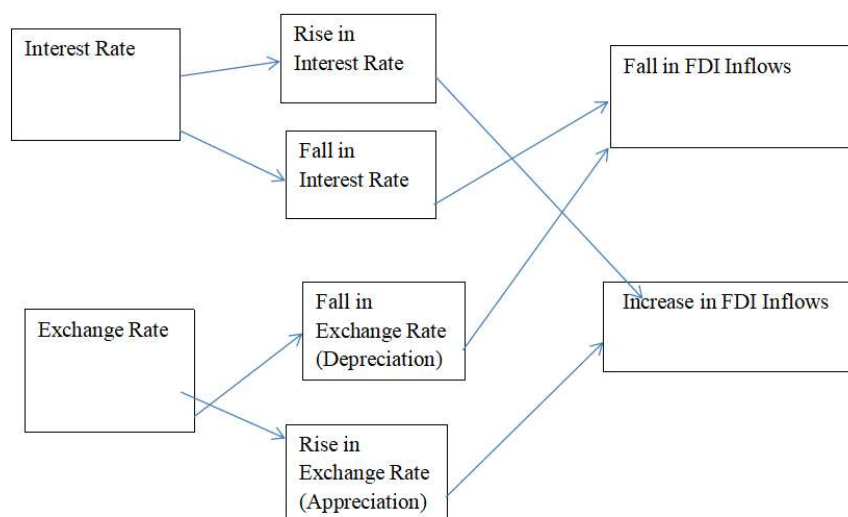 Interest Rate
Rise in
Interest Rate
Fall in FDI Inflows
Fall in
Interest Rate
Exchange Rate
Fall in
Exchange Rate
(Depreciation)
Increase in FDI Inflows
Rise in
Exchange Rate
(Appreciation)